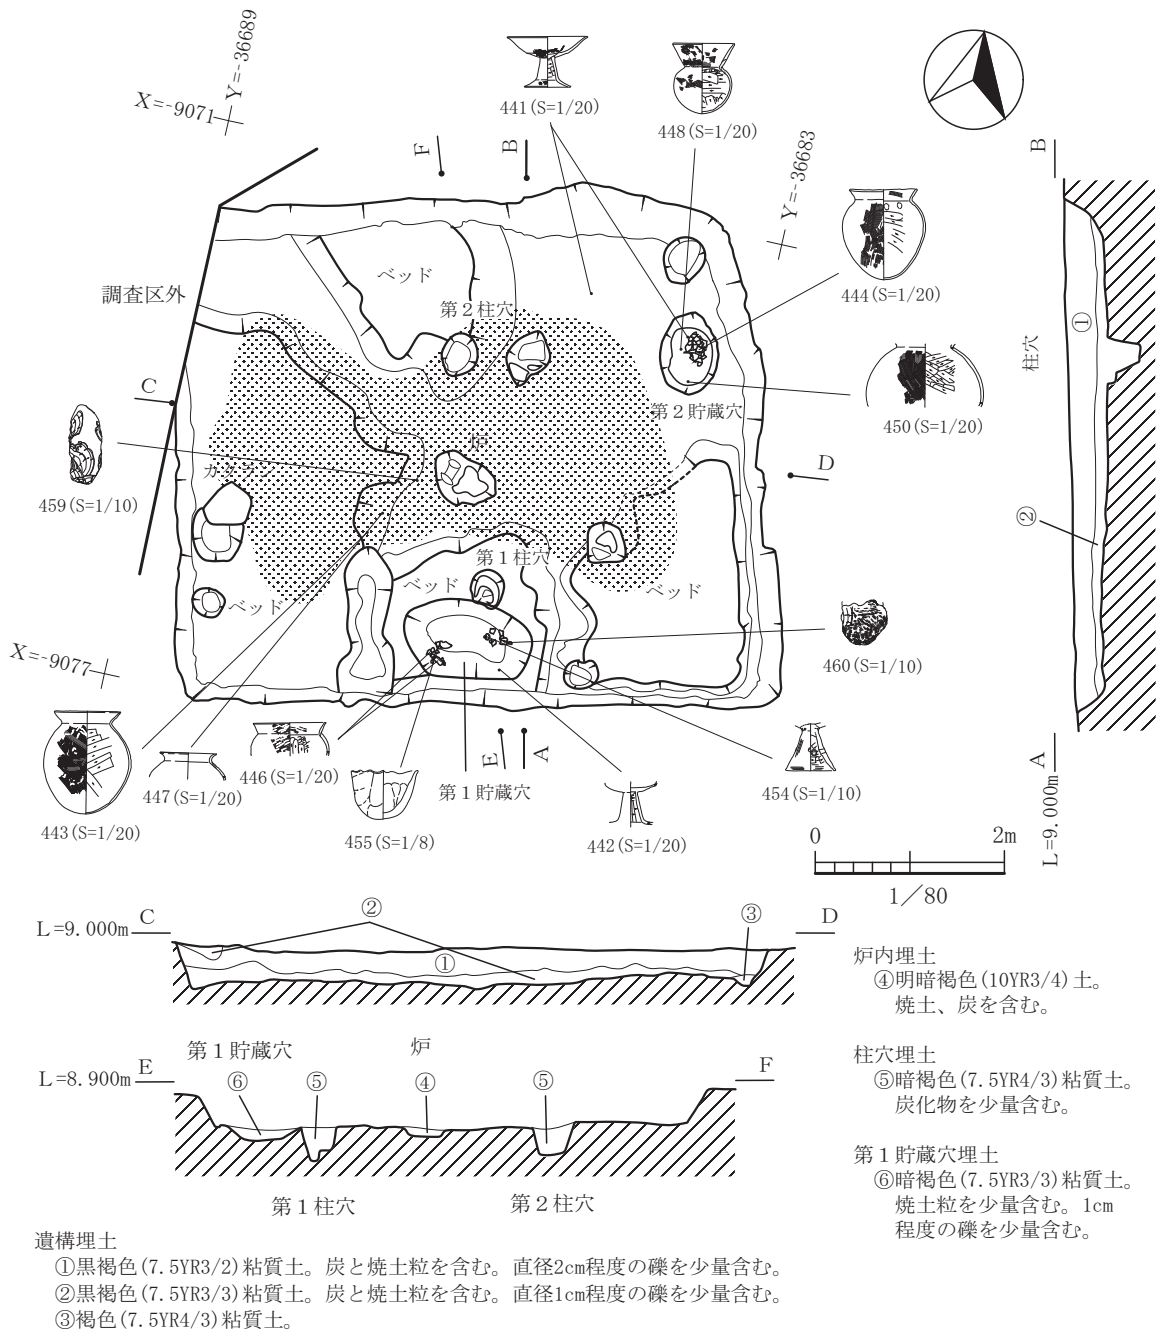 Y=-36689
X=-9071
441(S=1/20)
448(S=1/20)
F
B
Y=-36683
B
444(S=1/20)
調査区外
ベッド
第2柱穴
①
柱穴
C
第2貯蔵穴
450(S=1/20)
炉
カクラン
D
459(S=1/10)
②
第1柱穴
ベッド
ベッド
ベッド
460(S=1/10)
X=-9077
E
A
A
L=9.000m
446(S=1/20)
447(S=1/20)
443(S=1/20)
第1貯蔵穴
455(S=1/8)
442(S=1/20)
454(S=1/10)
0 2m
1/80
L=9.000m C
②
③
D
①
炉内埋土
④明暗褐色(10YR3/4)土。
焼土、炭を含む。
第1貯蔵穴
炉
L=8.900m E
⑥ ⑤ ④ ⑤
F
柱穴埋土
⑤暗褐色(7.5YR4/3)粘質土。
炭化物を少量含む。
第1柱穴
第2柱穴
第1貯蔵穴埋土
⑥暗褐色(7.5YR3/3)粘質土。
焼土粒を少量含む。1cm
程度の礫を少量含む。
遺構埋土
①黒褐色(7.5YR3/2)粘質土。炭と焼土粒を含む。直径2cm程度の礫を少量含む。
②黒褐色(7.5YR3/3)粘質土。炭と焼土粒を含む。直径1cm程度の礫を少量含む。
③褐色(7.5YR4/3)粘質土。